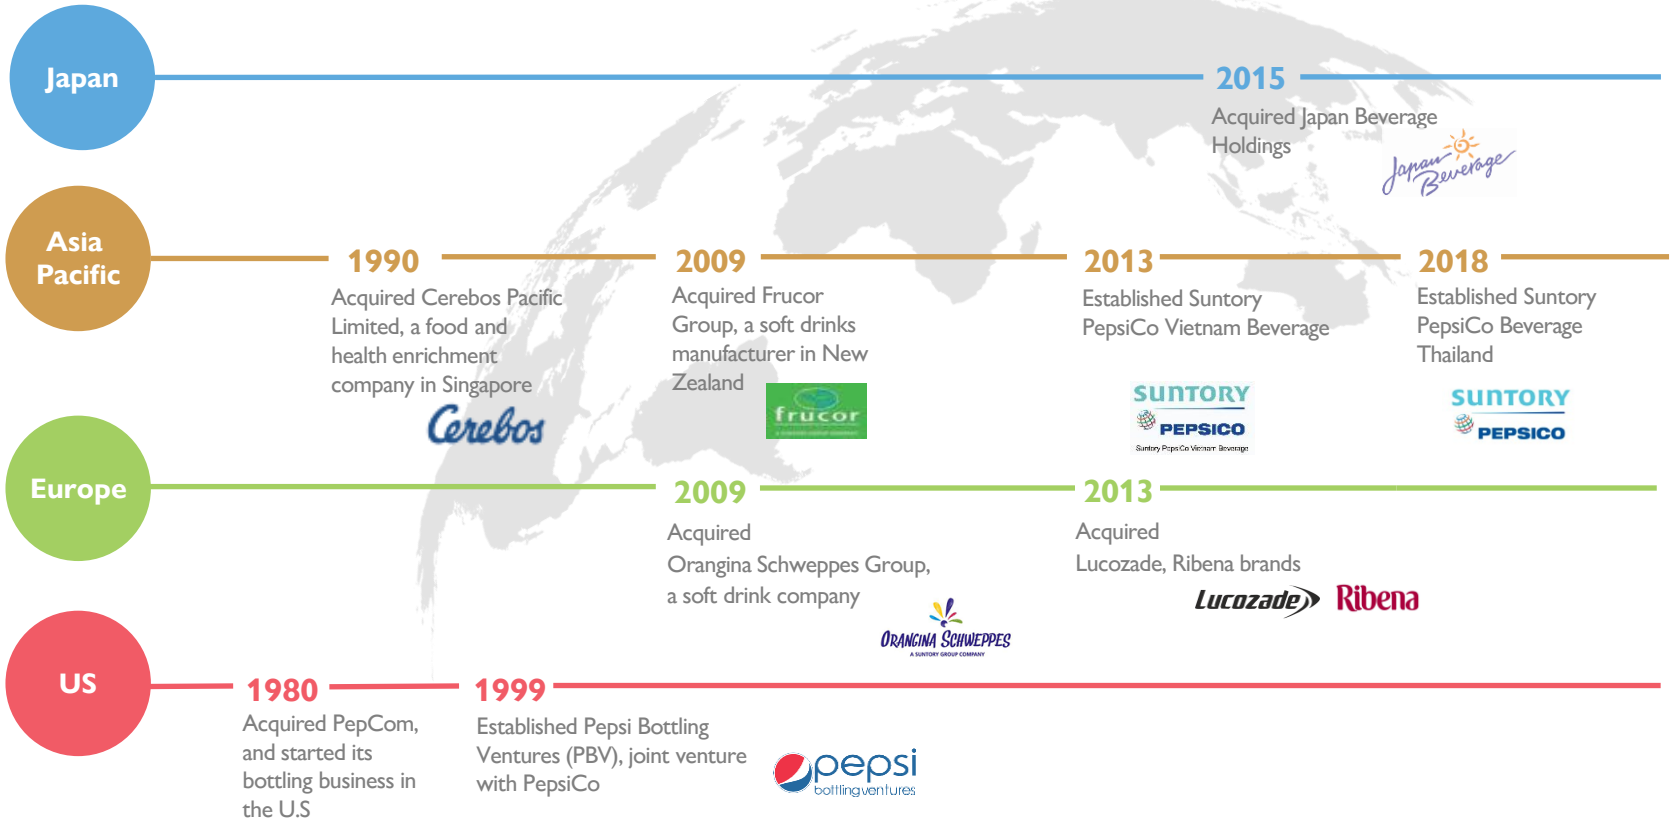 Japan
2015
Acquired Japan Beverage
Holdings
Japan
Beverage
Asia
Pacific
1990
Acquired Cerebos Pacific
Limited, a food and
health enrichment
company in Singapore
Cerebos
2009
Acquired Frucor
Group, a soft drinks
manufacturer in New
Zealand
frucor
2013
Established Suntory
PepsiCo Vietnam Beverage
SUNTORY
PEPSICO
Suntory PepsiCo Vietnam Beverage
2018
Established Suntory
PepsiCo Beverage
Thailand
SUNTORY
PEPSICO
Europe
2009
Acquired
Orangina Schweppes Group,
a soft drink company
ORANGINA SCHWEPPES
A SUNTORY GROUP COMPANY
2013
Acquired
Lucozade, Ribena brands
Lucozade Ribena
US
1980
Acquired PepCom,
and started its
bottling business in
the U.S
1999
Established Pepsi Bottling
Ventures (PBV), joint venture
with PepsiCo
pepsi
bottlingventures